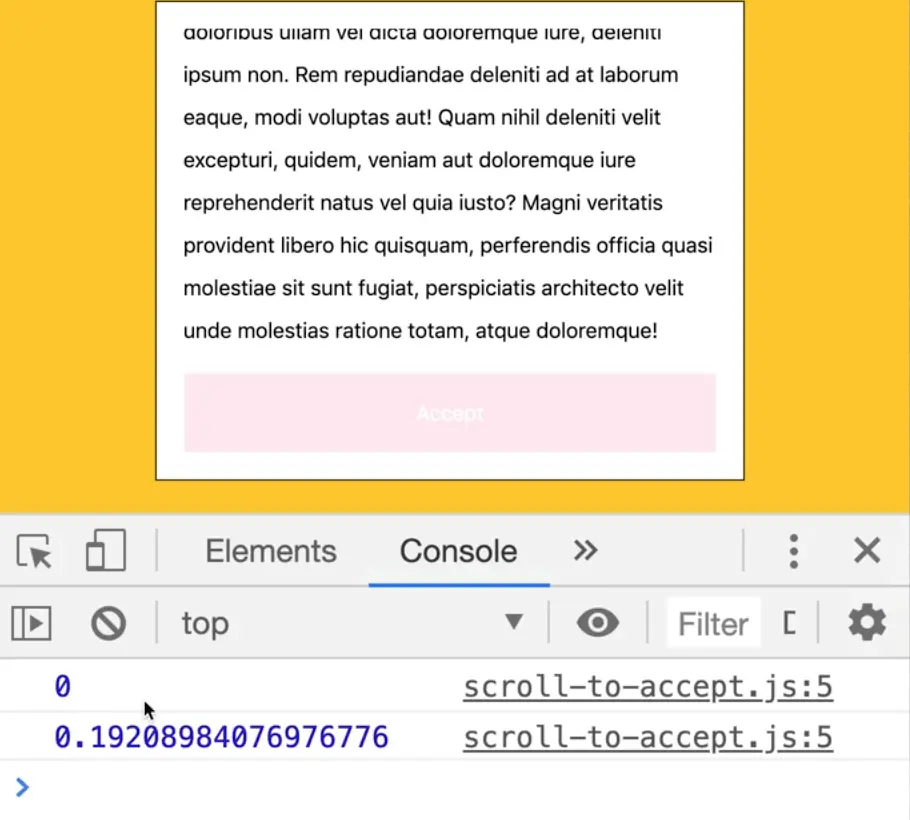 doloribus ullam vel dicta doloremque iure, deleniti
ipsum non. Rem repudiandae deleniti ad at laborum
eaque, modi voluptas aut! Quam nihil deleniti velit
excepturi, quidem, veniam aut doloremque iure
reprehenderit natus vel quia iusto? Magni veritatis
provident libero hic quisquam, perferendis officia quasi
molestiae sit sunt fugiat, perspiciatis architecto velit
unde molestias ratione totam, atque doloremque!
Accept
Elements Console
top Filter
0 scroll-to-accept.js:5
0.19208984076976776 scroll-to-accept.js:5